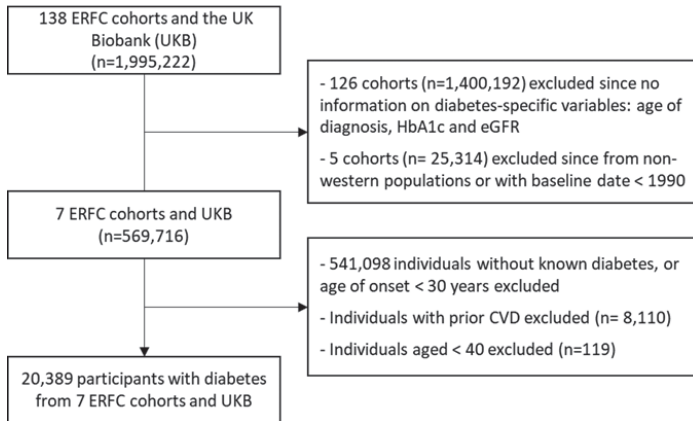 138 ERFC cohorts and the UK
Biobank (UKB)
(n=1,995,222)
- 126 cohorts (n=1,400,192) excluded since no
information on diabetes-specific variables: age of
diagnosis, HbA1c and eGFR
- 5 cohorts (n= 25,314) excluded since from non-
western populations or with baseline date < 1990
7 ERFC cohorts and UKB
(n=569,716)
- 541,098 individuals without known diabetes, or
age of onset < 30 years excluded
- Individuals with prior CVD excluded (n= 8,110)
- Individuals aged < 40 excluded (n=119)
20,389 participants with diabetes
from 7 ERFC cohorts and UKB